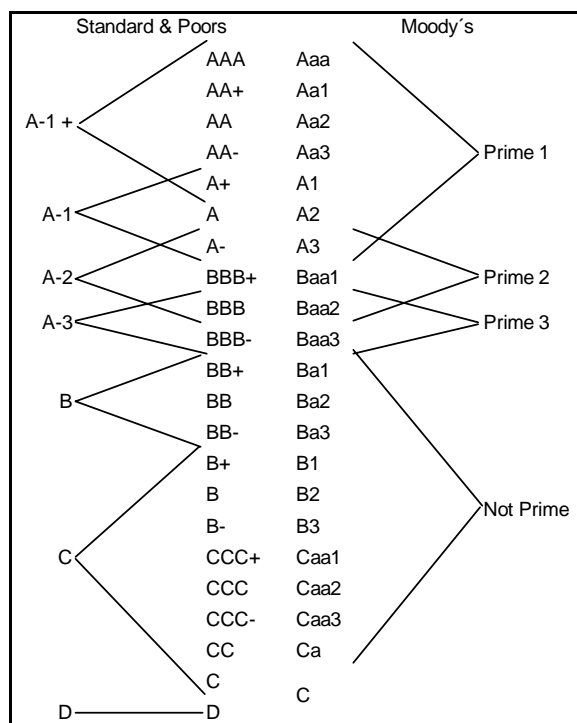 Standard & Poors Moody´s
AAA Aaa
AA+ Aa1
A-1 + AA Aa2
AA- Aa3 Prime 1
A+ A1
A-1 A A2
A- A3
A-2 BBB+ Baa1 Prime 2
BBB Baa2
A-3 Prime 3
BBB- Baa3
BB+ Ba1
B BB Ba2
BB- Ba3
B+ B1
B B2
Not Prime
B- B3
C CCC+ Caa1
CCC Caa2
CCC- Caa3
CC Ca
C C
D D